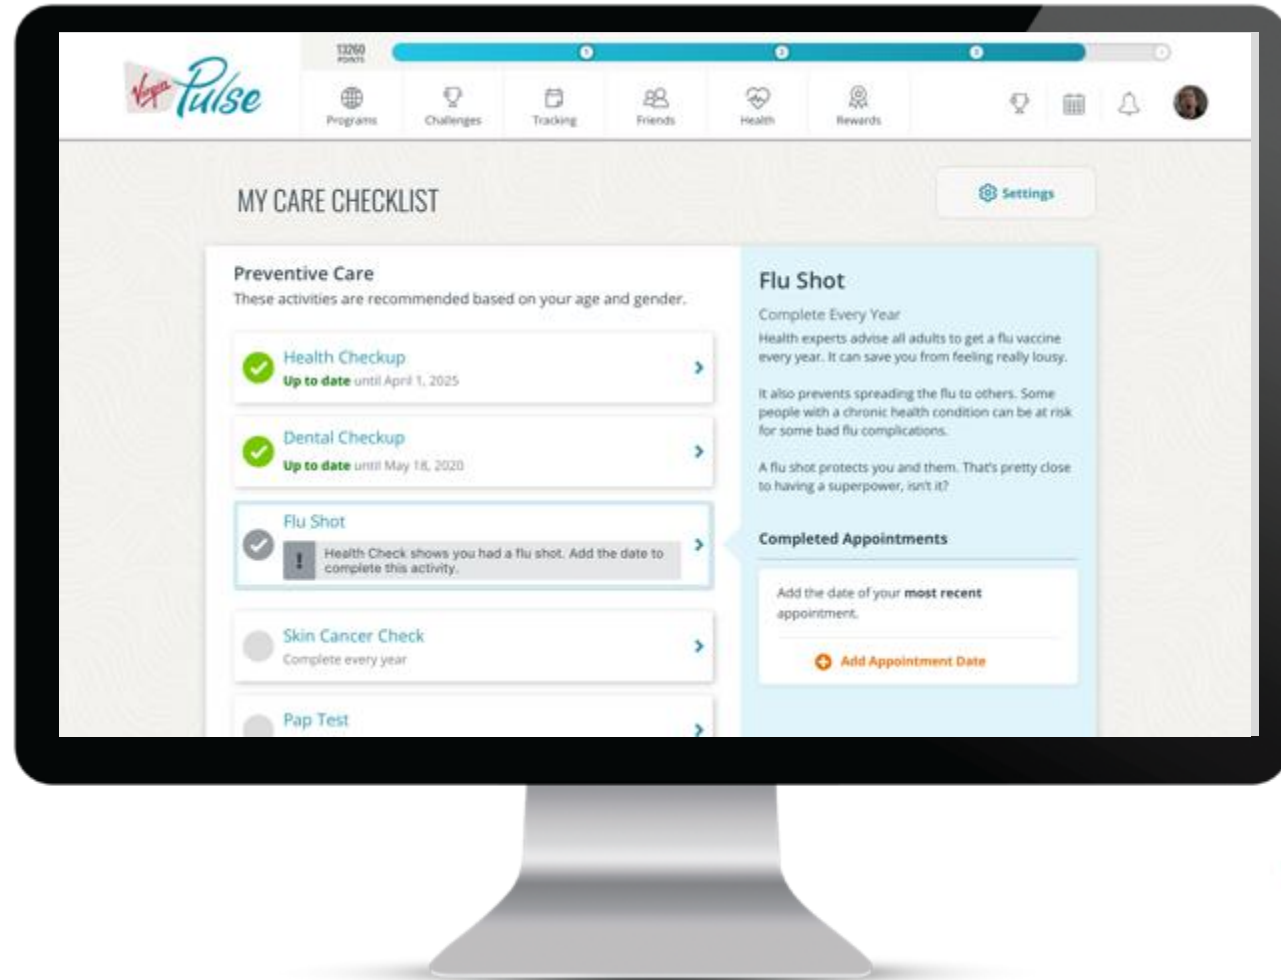 13260
POINTS
1
2
3
Virgin Pulse
Programs
Challenges
Tracking
Friends
Health
Rewards
MY CARE CHECKLIST
Settings
Preventive Care
These activities are recommended based on your age and gender.
Health Checkup
Up to date until April 1, 2025
Dental Checkup
Up to date until May 18, 2020
Flu Shot
!
Health Check shows you had a flu shot. Add the date to
complete this activity.
Skin Cancer Check
Complete every year
Pap Test
Flu Shot
Complete Every Year
Health experts advise all adults to get a flu vaccine
every year. It can save you from feeling really lousy.
It also prevents spreading the flu to others. Some
people with a chronic health condition can be at risk
for some bad flu complications.
A flu shot protects you and them. That's pretty close
to having a superpower, isn't it?
Completed Appointments
Add the date of your most recent
appointment.
Add Appointment Date